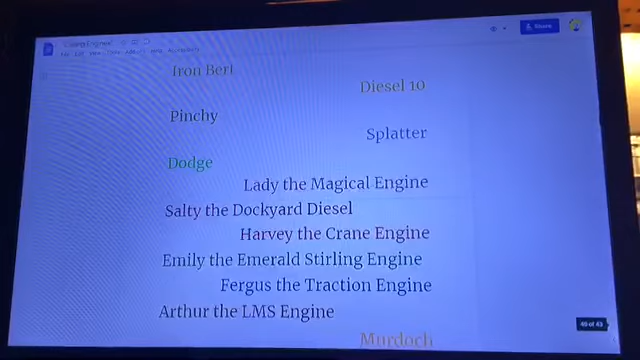 Share
Iron Bert
Diesel 10
Pinchy
Splatter
Dodge
Lady the Magical Engine
Salty the Dockyard Diesel
Harvey the Crane Engine
Emily the Emerald Stirling Engine
Fergus the Traction Engine
Arthur the LMS Engine
Murdoch